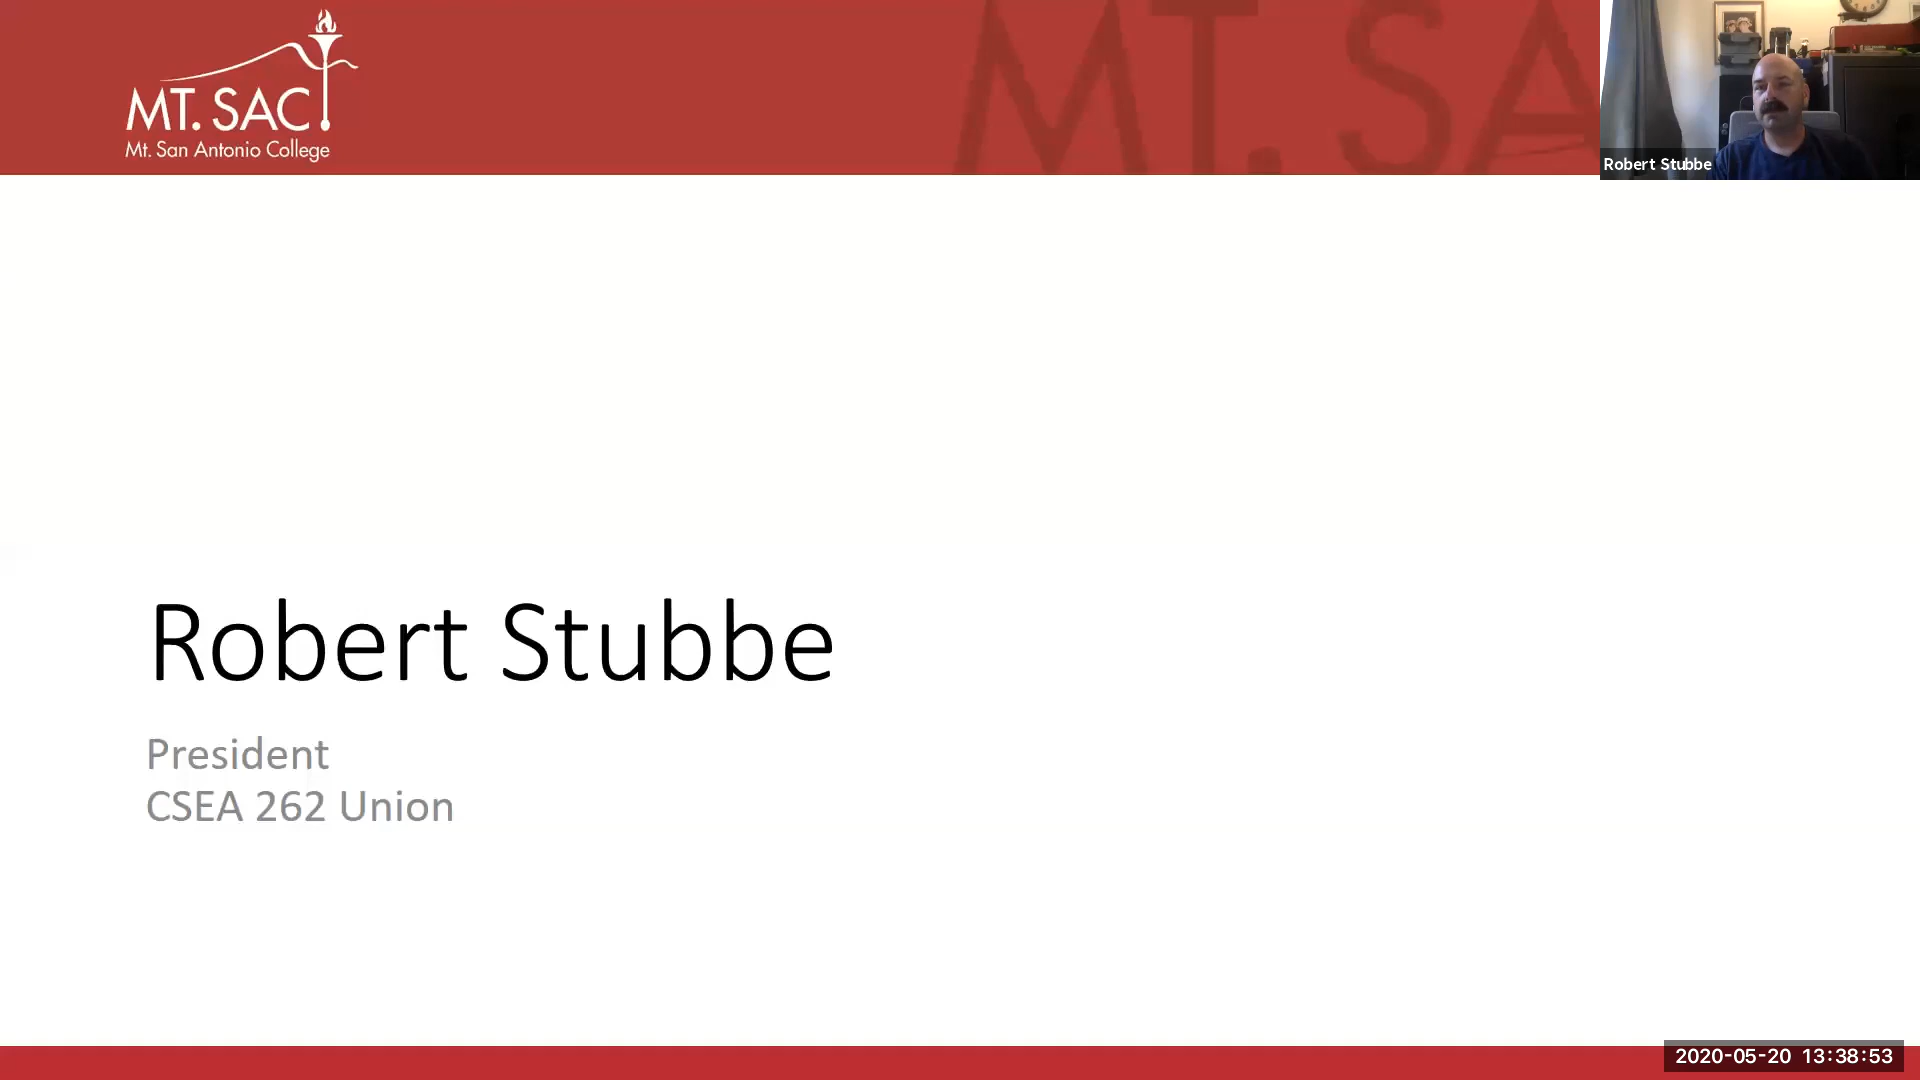 MT. SAC
Mt. San Antonio College
MT. SA
Robert Stubbe
Robert Stubbe
President
CSEA 262 Union
2020-05-20 13:38:53